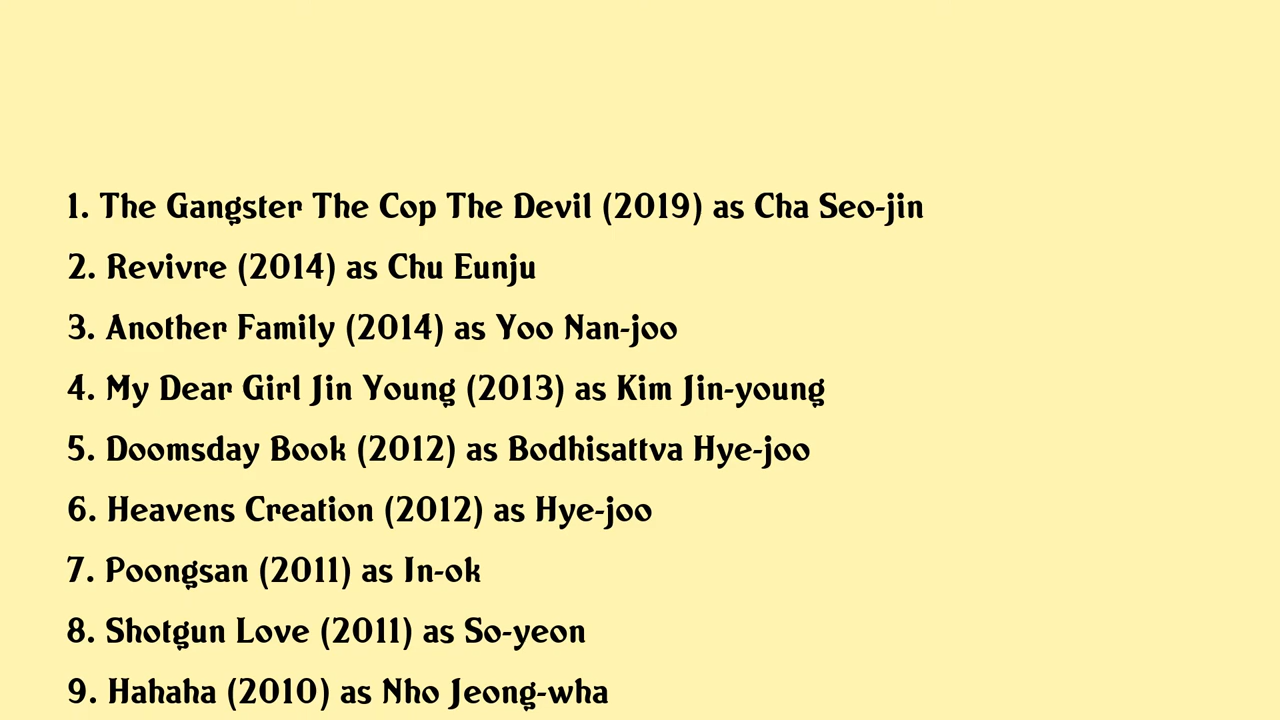 1. The Gangster The Cop The Devil (2019) as Cha Seo-jin
2. Revivre (2014) as Chu Eunju
3. Another Family (2014) as Yoo Nan-joo
4. My Dear Girl Jin Young (2013) as Kim Jin-young
5. Doomsday Book (2012) as Bodhisattva Hye-joo
6. Heavens Creation (2012) as Hye-joo
7. Poongsan (2011) as In-ok
8. Shotgun Love (2011) as So-yeon
9. Hahaha (2010) as Nho Jeong-wha